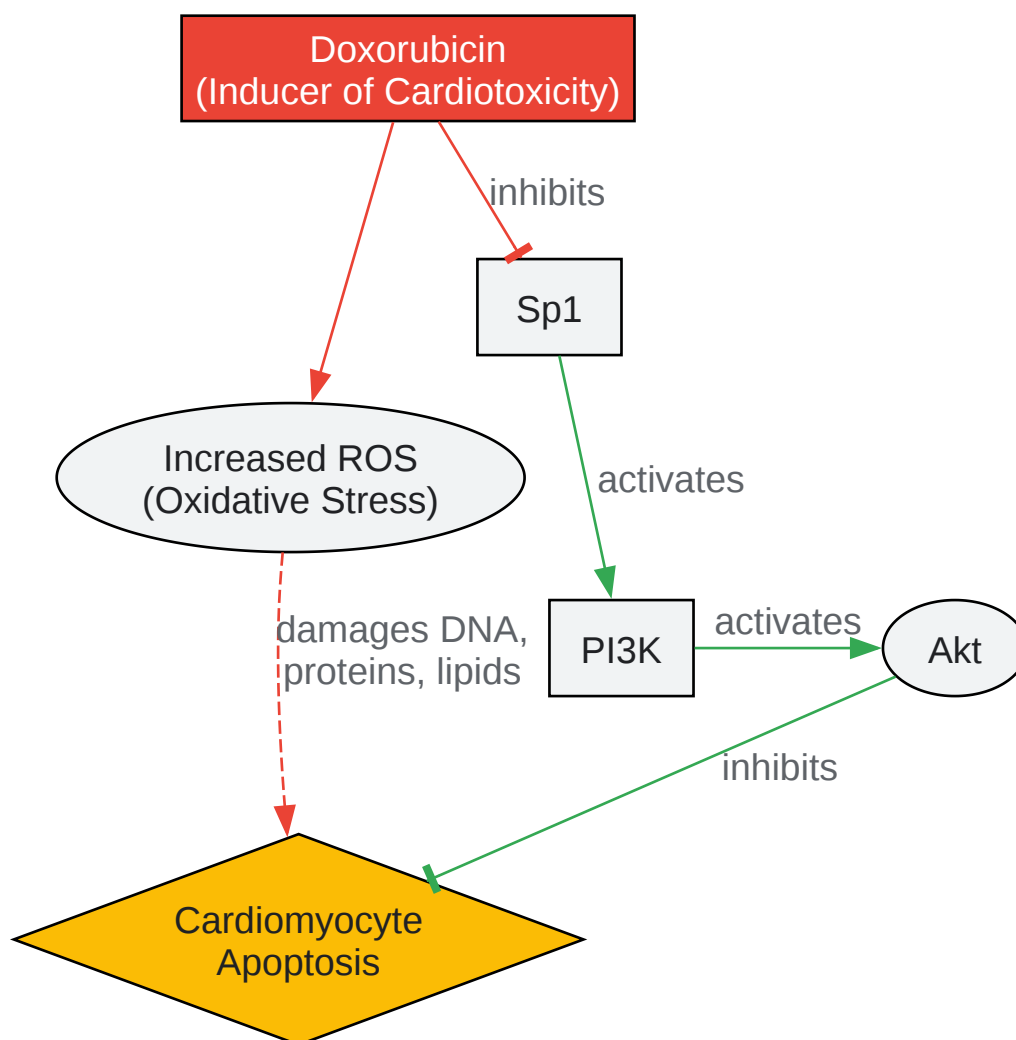 Doxorubicin
(Inducer of Cardiotoxicity)
inhibits
Sp1
Increased ROS
(Oxidative Stress)
activates
damages DNA,
proteins, lipids
PI3K
activates
Akt
inhibits
Cardiomyocyte
Apoptosis